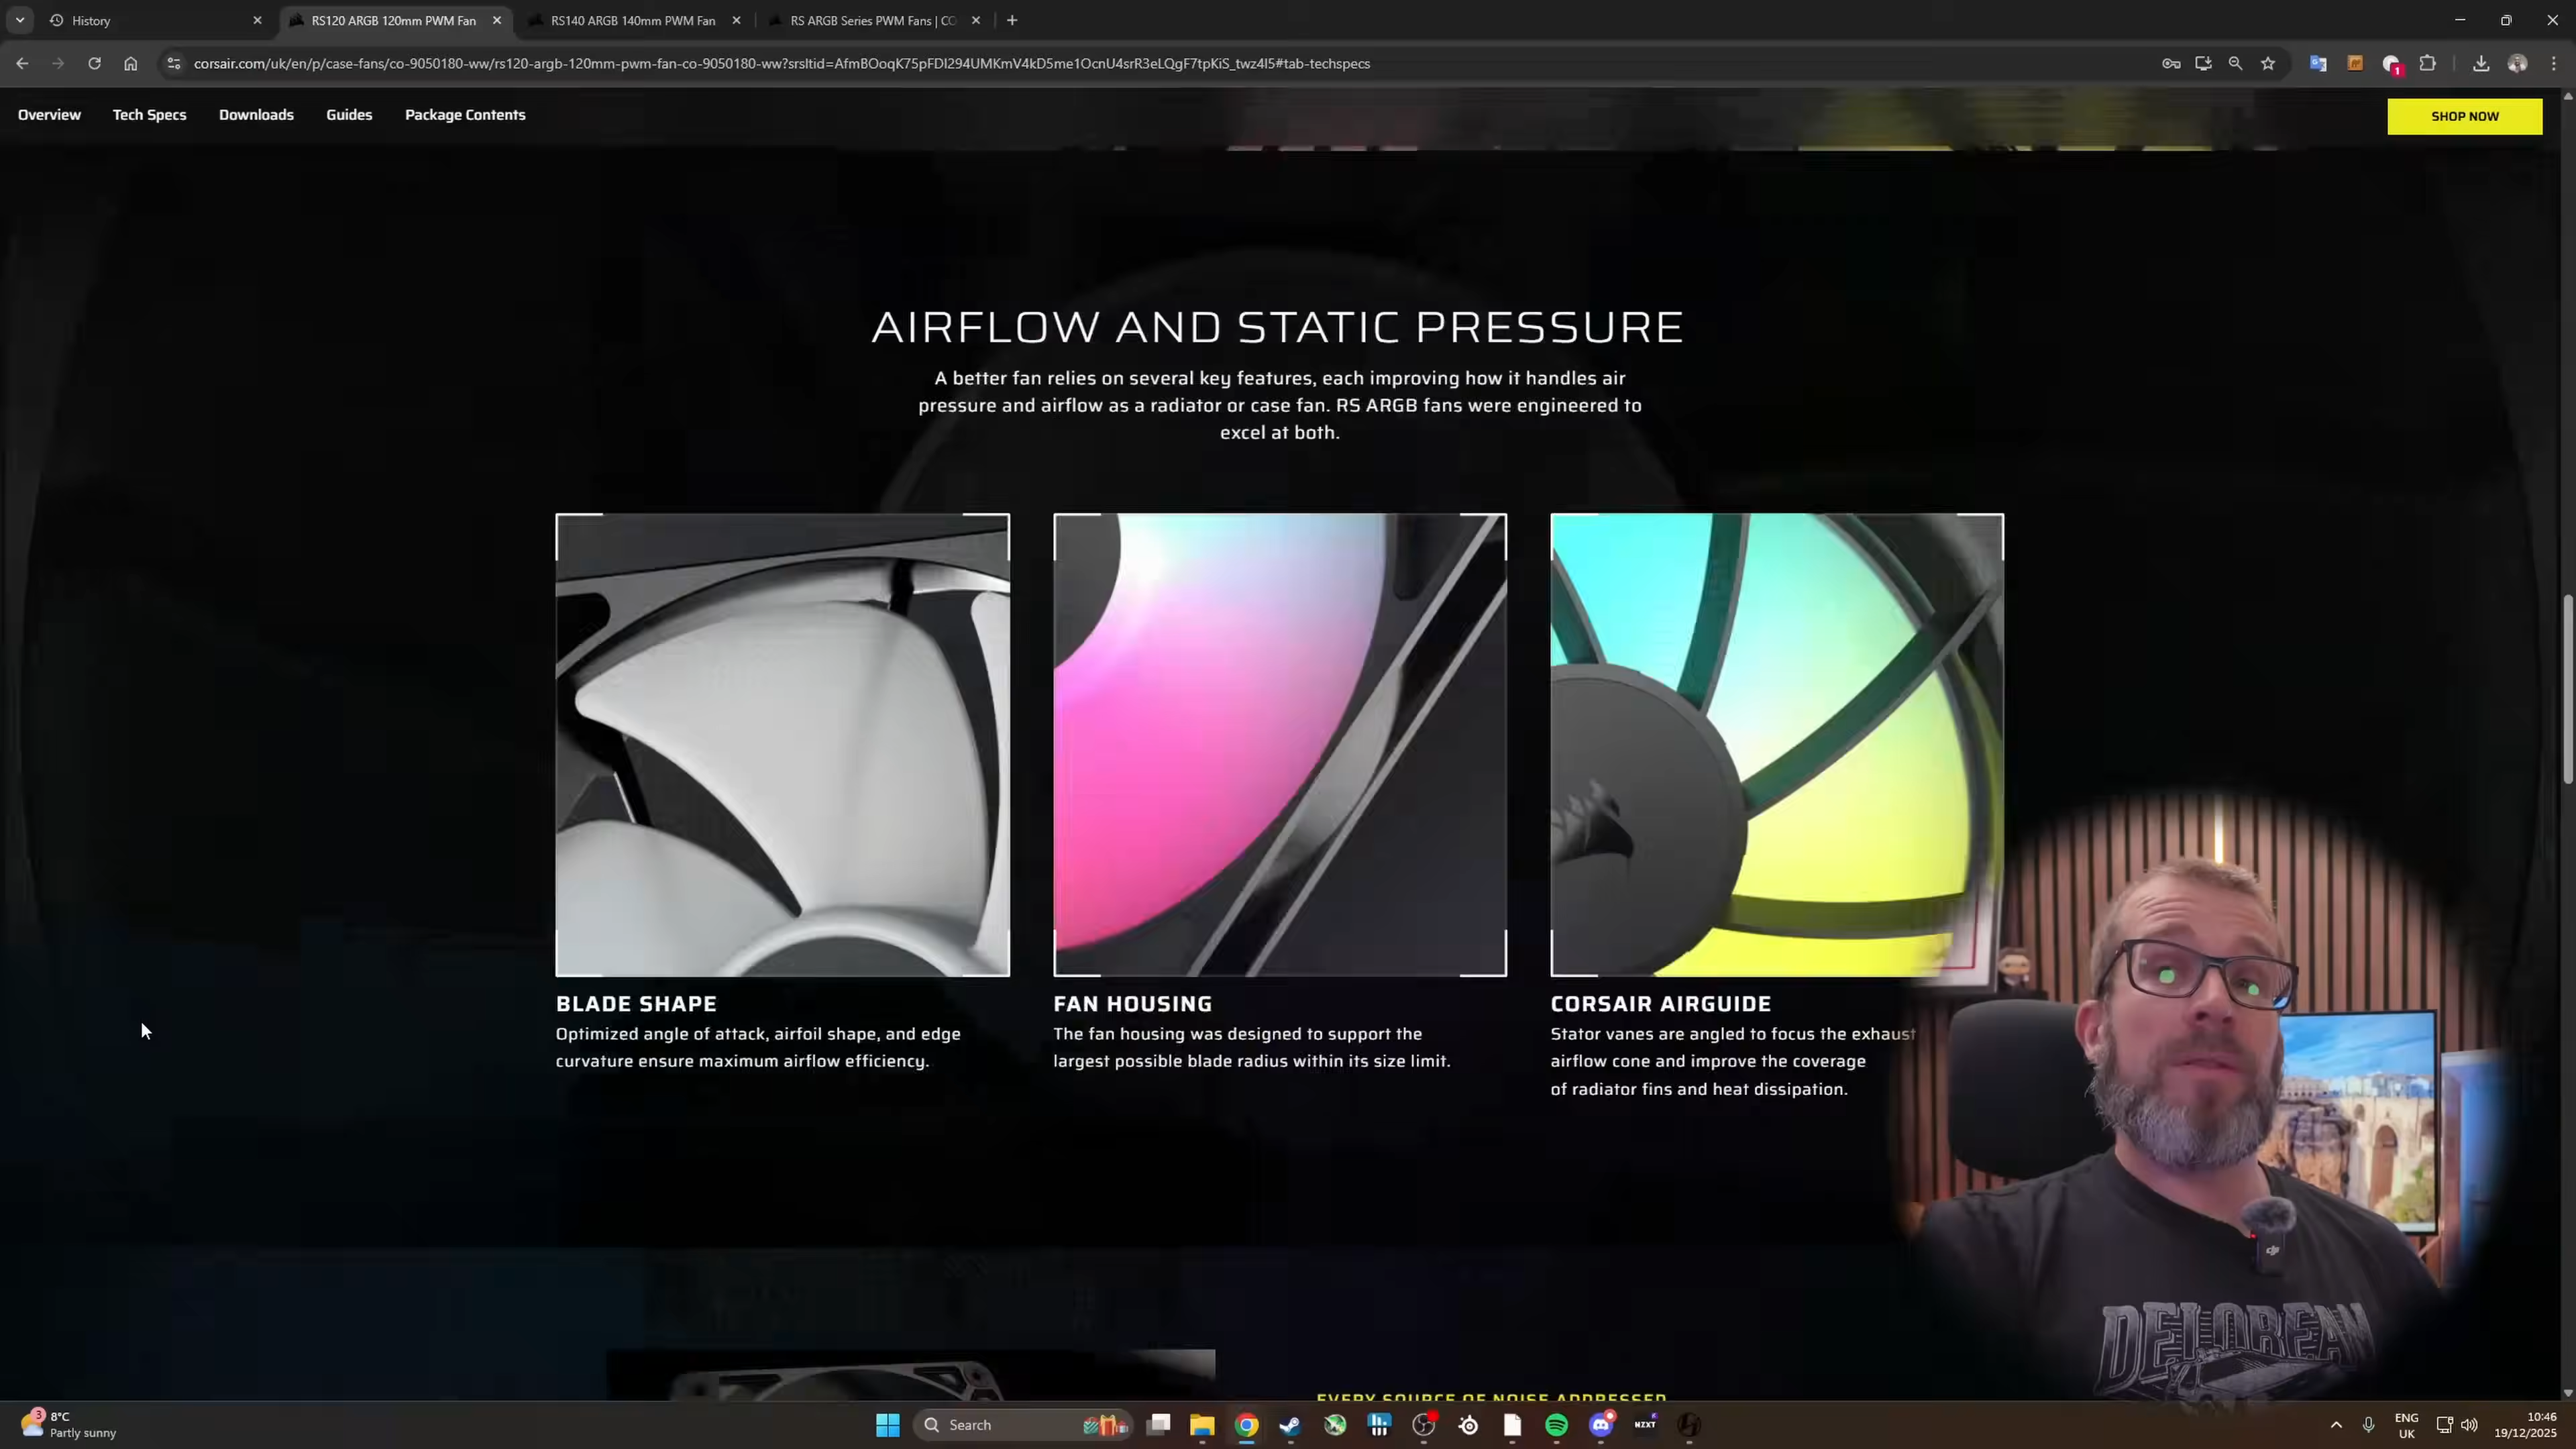 History
RS120 ARGB 120mm PWM Fan
RS140 ARGB 140mm PWM Fan
RS ARGB Series PWM Fans | CO
corsair.com/uk/en/p/case-fans/co-9050180-ww/rs120-argb-120mm-pwm-fan-co-9050180-ww?srsltid=AfmBOoqK75pFDI294UMKmV4kD5me1OcnU4srR3eLQgF7tpKiS_twz4I5#tab-techspecs
1
Overview
Tech Specs
Downloads
Guides
Package Contents
SHOP NOW
AIRFLOW AND STATIC PRESSURE
A better fan relies on several key features, each improving how it handles air
pressure and airflow as a radiator or case fan. RS ARGB fans were engineered to
excel at both.
BLADE SHAPE
Optimized angle of attack, airfoil shape, and edge
curvature ensure maximum airflow efficiency.
FAN HOUSING
The fan housing was designed to support the
largest possible blade radius within its size limit.
CORSAIR AIRGUIDE
Stator vanes are angled to focus the exhaust
airflow cone and improve the coverage
of radiator fins and heat dissipation.
dji
DELOREAN
EVERY SOURCE OF NOISE ADDRESSED
3
8°C
Partly sunny
Search
NZXT
ENG
UK
10:46
19/12/2025